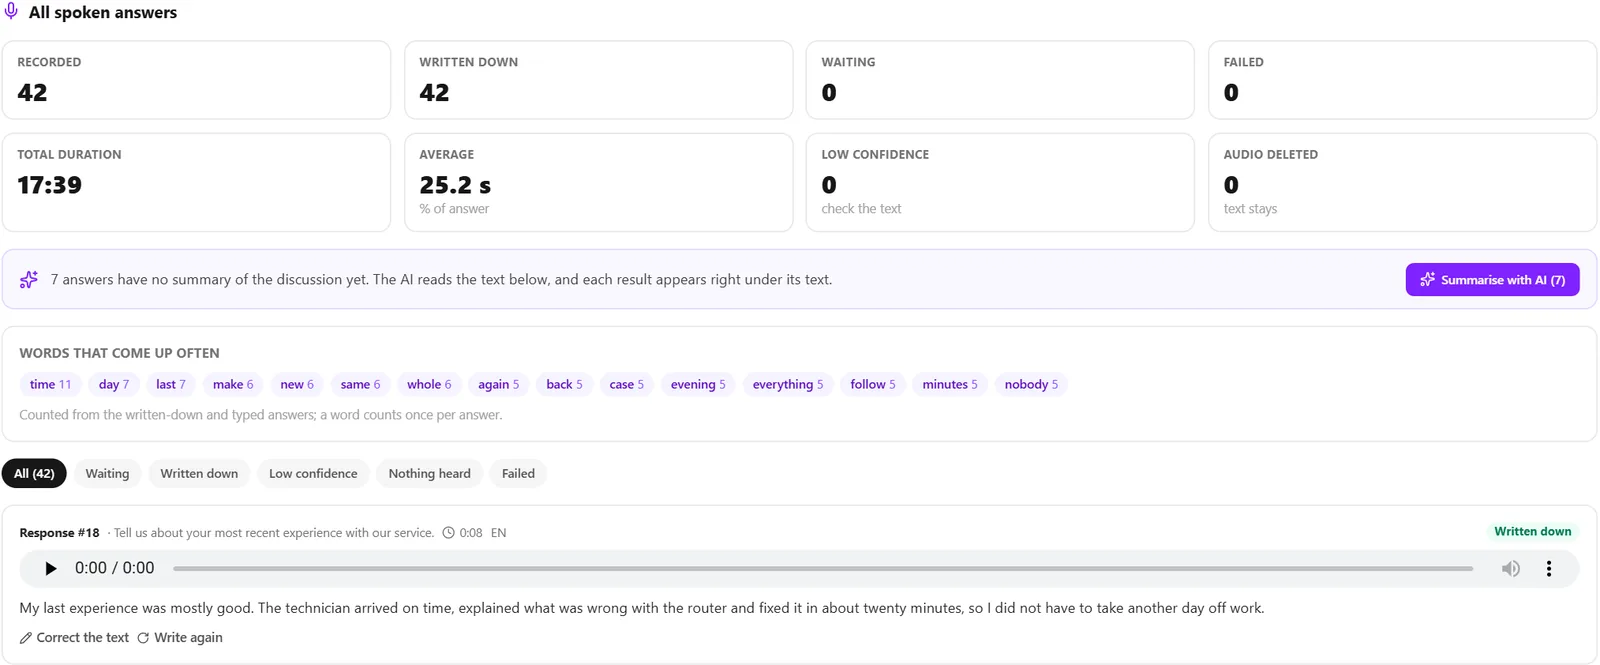 All spoken answers
RECORDED
42
WRITTEN DOWN
42
WAITING
0
FAILED
0
TOTAL DURATION
17:39
AVERAGE
25.2 s
% of answer
LOW CONFIDENCE
0
check the text
AUDIO DELETED
0
text stays
7 answers have no summary of the discussion yet. The AI reads the text below, and each result appears right under its text.
Summarise with AI (7)
WORDS THAT COME UP OFTEN
time 11 day 7 last 7 make 6 new 6 same 6 whole 6 again 5 back 5 case 5 evening 5 everything 5 follow 5 minutes 5 nobody 5
Counted from the written-down and typed answers; a word counts once per answer.
All (42) Waiting Written down Low confidence Nothing heard Failed
Response #18 · Tell us about your most recent experience with our service. 0:08 EN Written down
0:00 / 0:00
My last experience was mostly good. The technician arrived on time, explained what was wrong with the router and fixed it in about twenty minutes, so I did not have to take another day off work.
Correct the text Write again